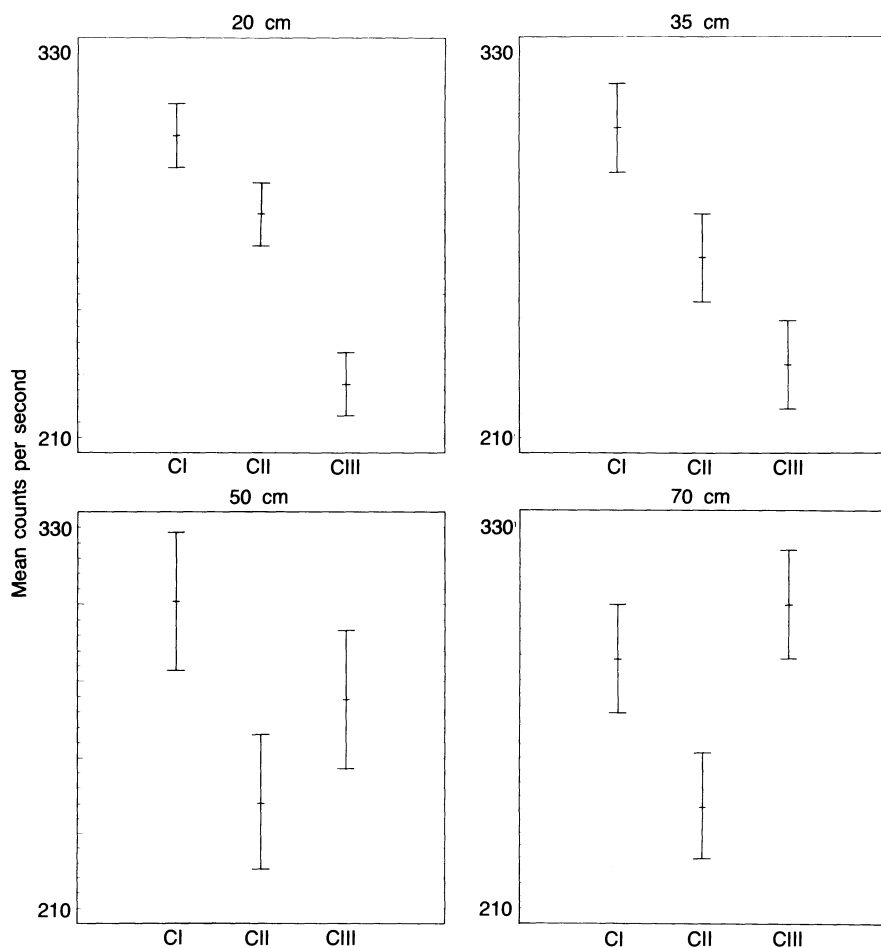 20 cm
35 cm
330
330
210
210
CI CII CIII
CI CII CIII
Mean counts per second
50 cm
70 cm
330
330
210
210
CI CII CIII
CI CII CIII